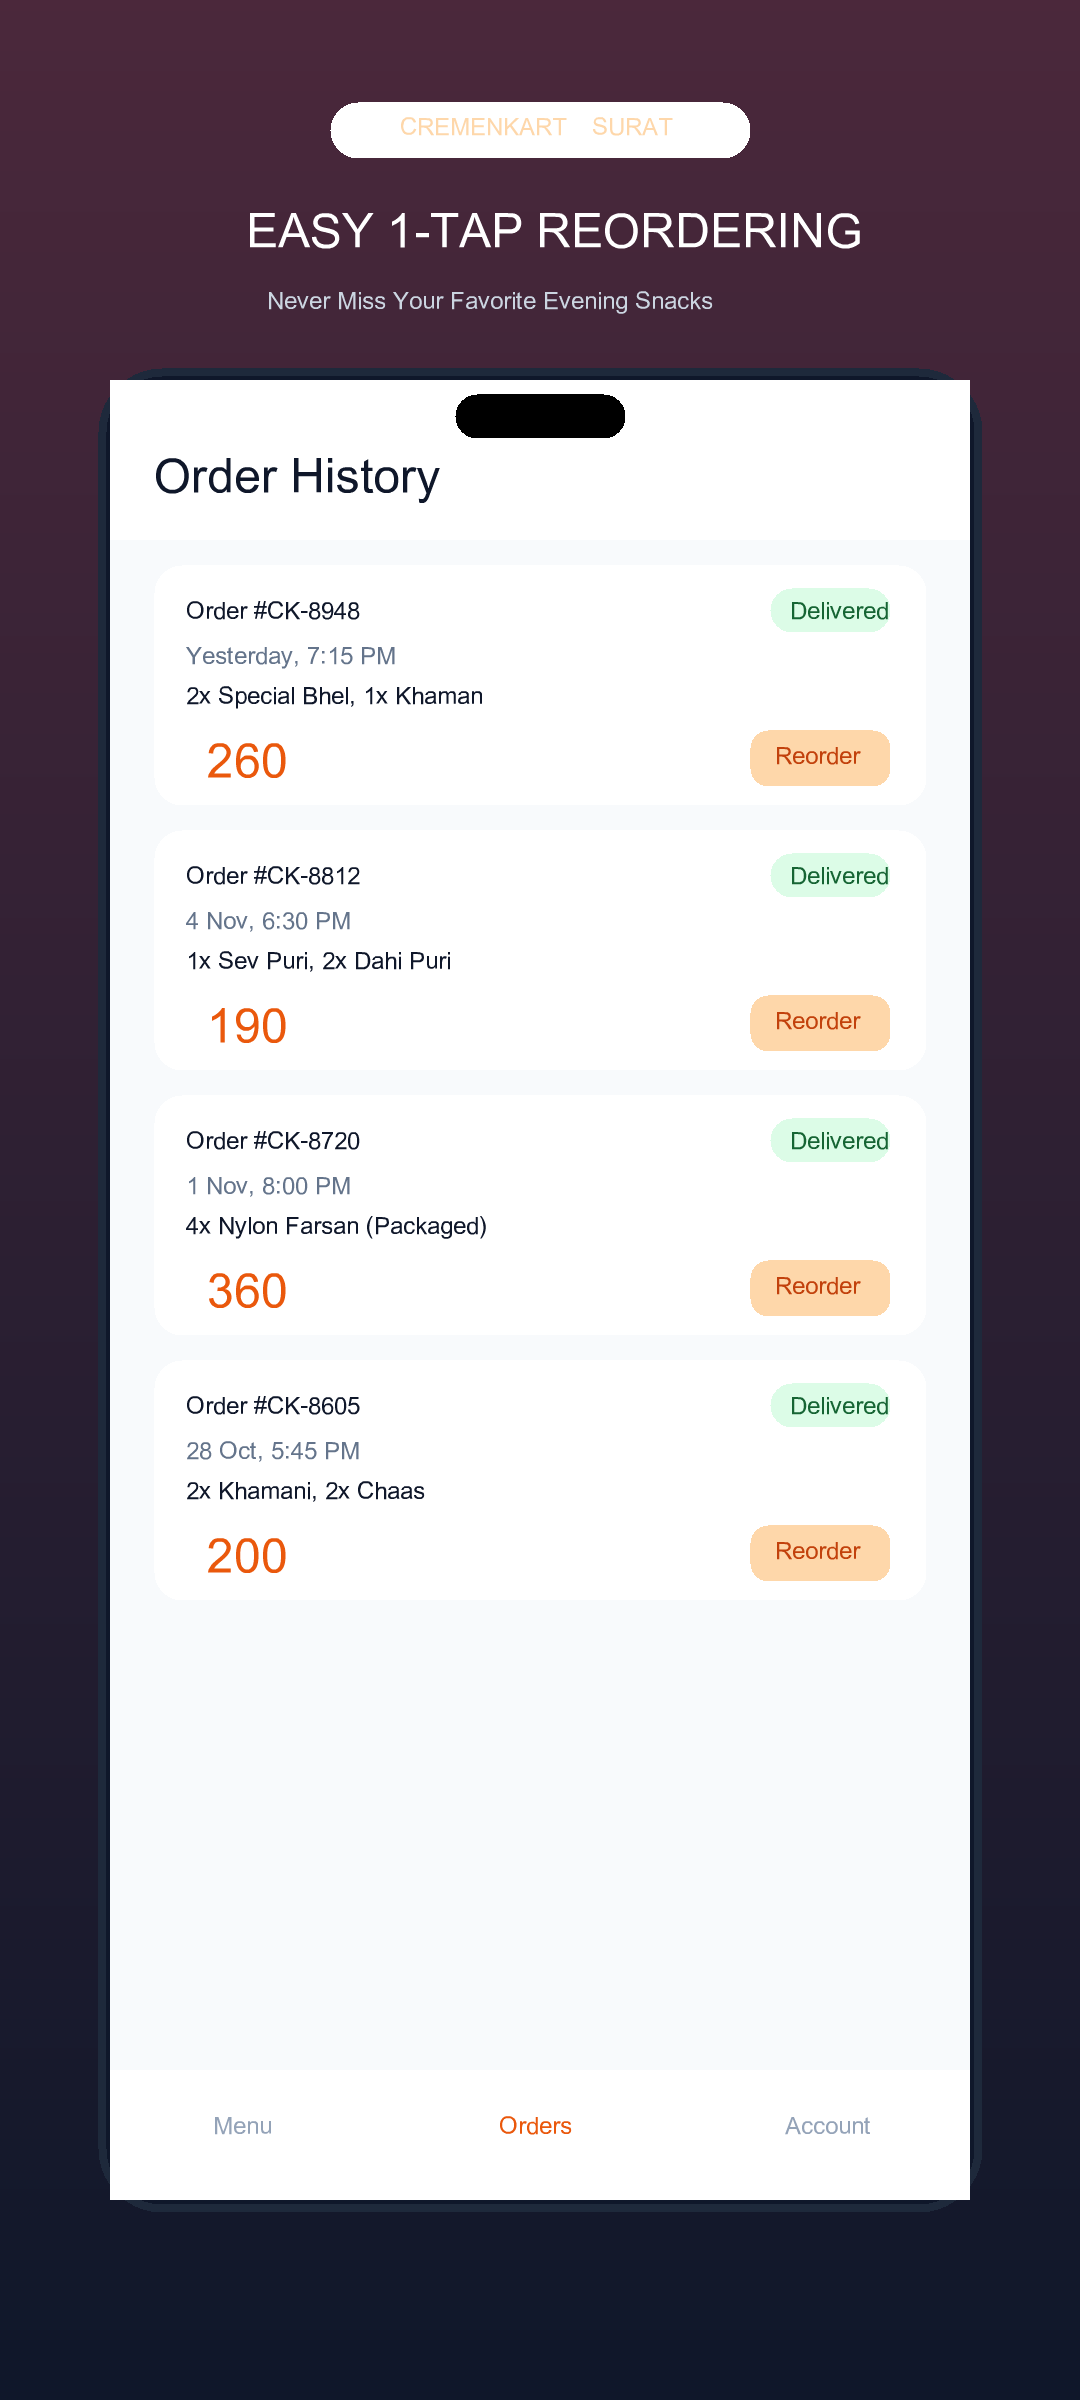 CREMENKART SURAT
EASY 1-TAP REORDERING
Never Miss Your Favorite Evening Snacks
Order History
Order #CK-8948
Delivered
Yesterday, 7:15 PM
2x Special Bhel, 1x Khaman
260
Reorder
Order #CK-8812
Delivered
4 Nov, 6:30 PM
1x Sev Puri, 2x Dahi Puri
190
Reorder
Order #CK-8720
Delivered
1 Nov, 8:00 PM
4x Nylon Farsan (Packaged)
360
Reorder
Order #CK-8605
Delivered
28 Oct, 5:45 PM
2x Khamani, 2x Chaas
200
Reorder
Menu
Orders
Account